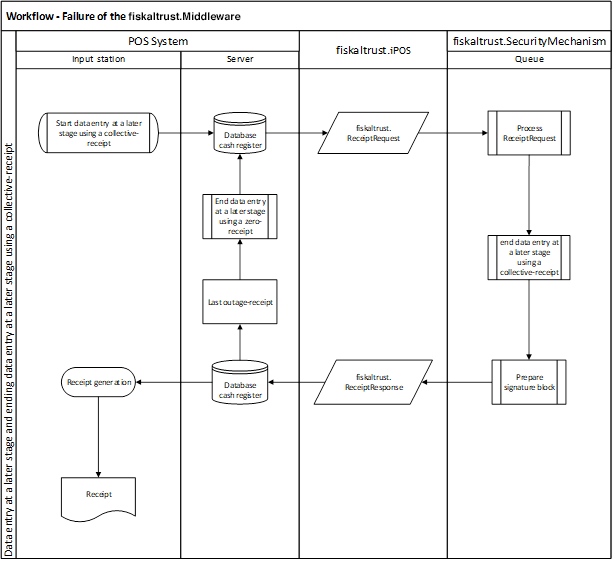 Workflow - Failure of the fiskaltrust.Middleware
Data entry at a later stage and ending data entry at a later stage using a collective-receipt
POS System
fiskaltrust.iPOS
fiskaltrust.SecurityMechanism
Input station
Server
Queue
Start data entry at a later
stage using a collective-
receipt
Database
cash register
fiskaltrust.
ReceiptRequest
Process
ReceiptRequest
End data entry
at a later stage
using a zero-
receipt
end data entry at
a later stage
using a
collective-receipt
Last outage-receipt
Receipt generation
Database
cash register
fiskaltrust.
ReceiptResponse
Prepare
signature block
Receipt